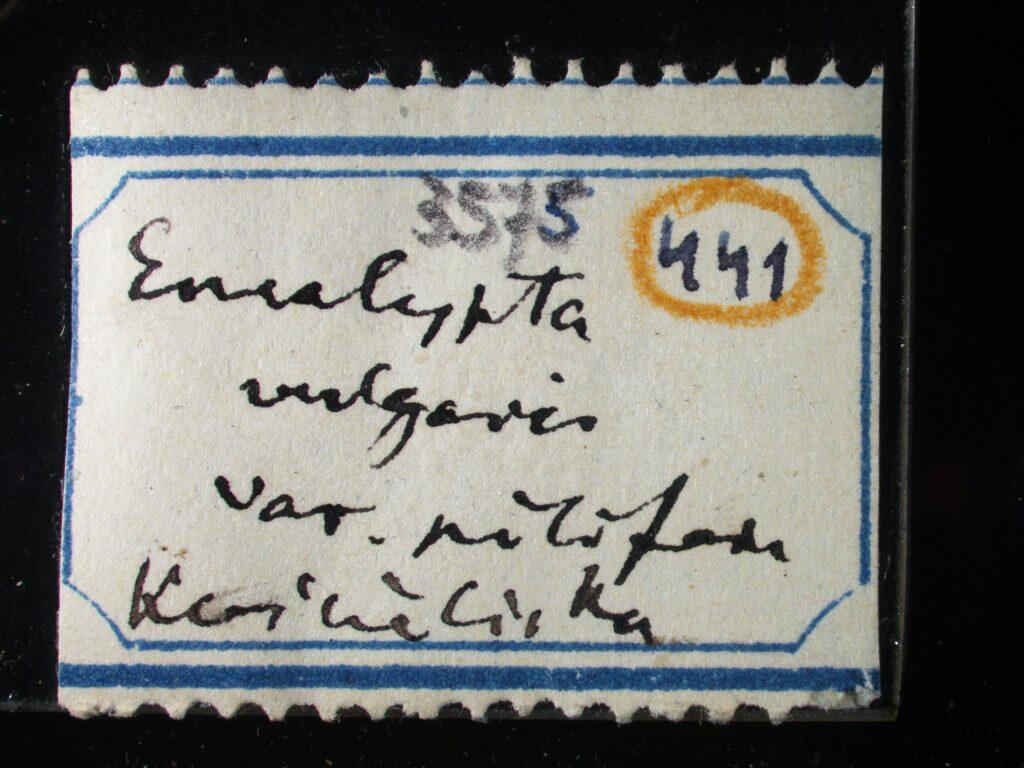 3575
441
Encalypta
vulgaris
var. pilifera